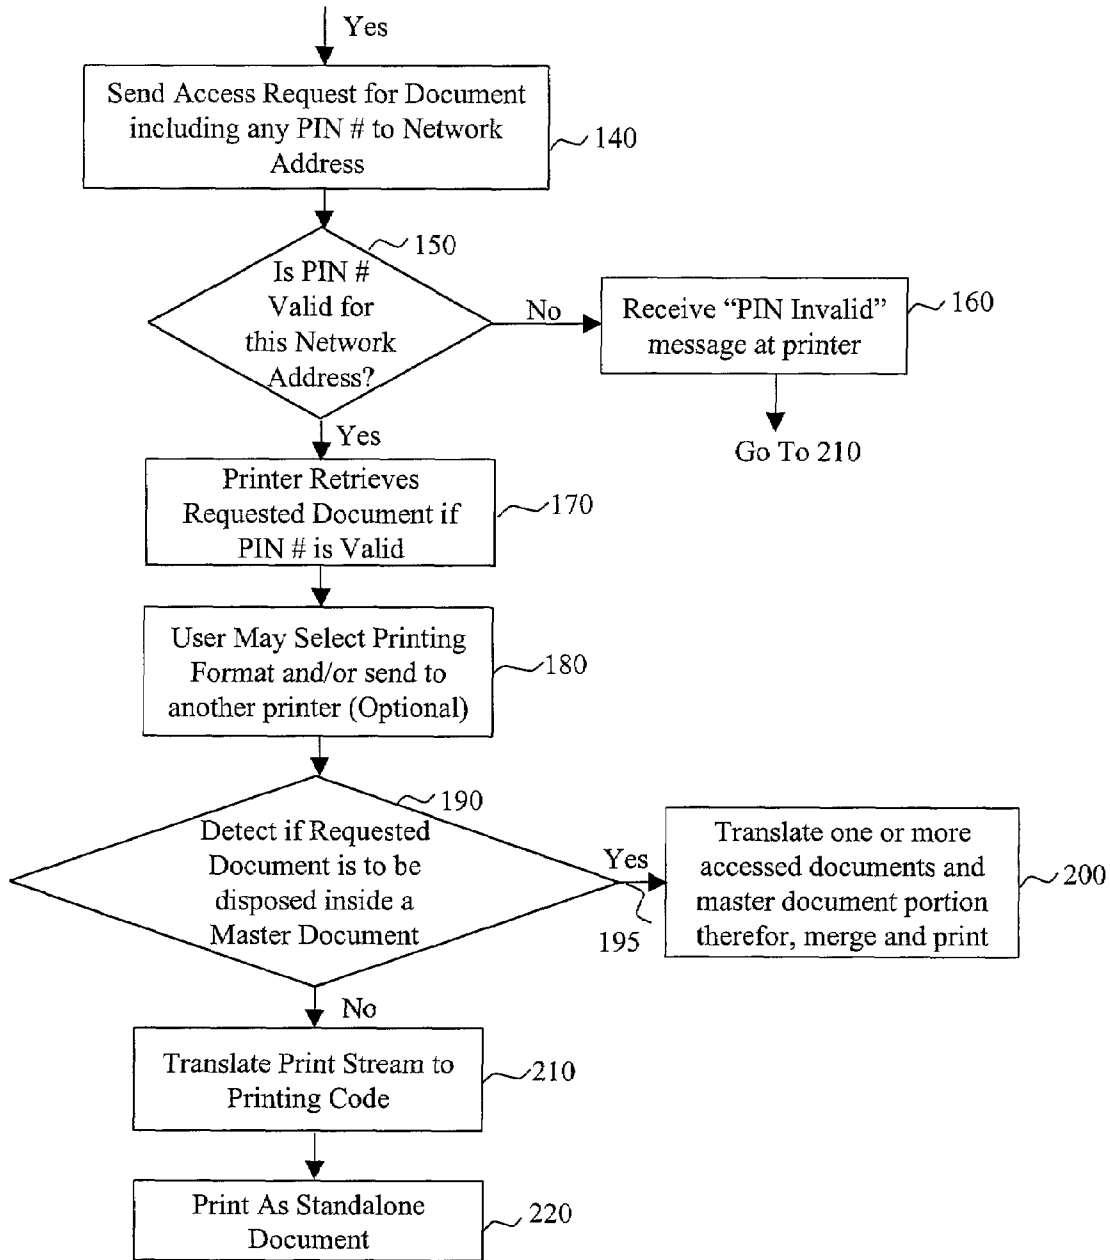 Yes
Send Access Request for Document
including any PIN # to Network
Address
140
150
Is PIN #
Valid for
this Network
Address?
No
Receive “PIN Invalid”
message at printer
160
Go To 210
Yes
Printer Retrieves
Requested Document if
PIN # is Valid
170
User May Select Printing
Format and/or send to
another printer (Optional)
180
190
Detect if Requested
Document is to be
disposed inside a
Master Document
Yes
195
Translate one or more
accessed documents and
master document portion
therefor, merge and print
200
No
Translate Print Stream to
Printing Code
210
Print As Standalone
Document
220